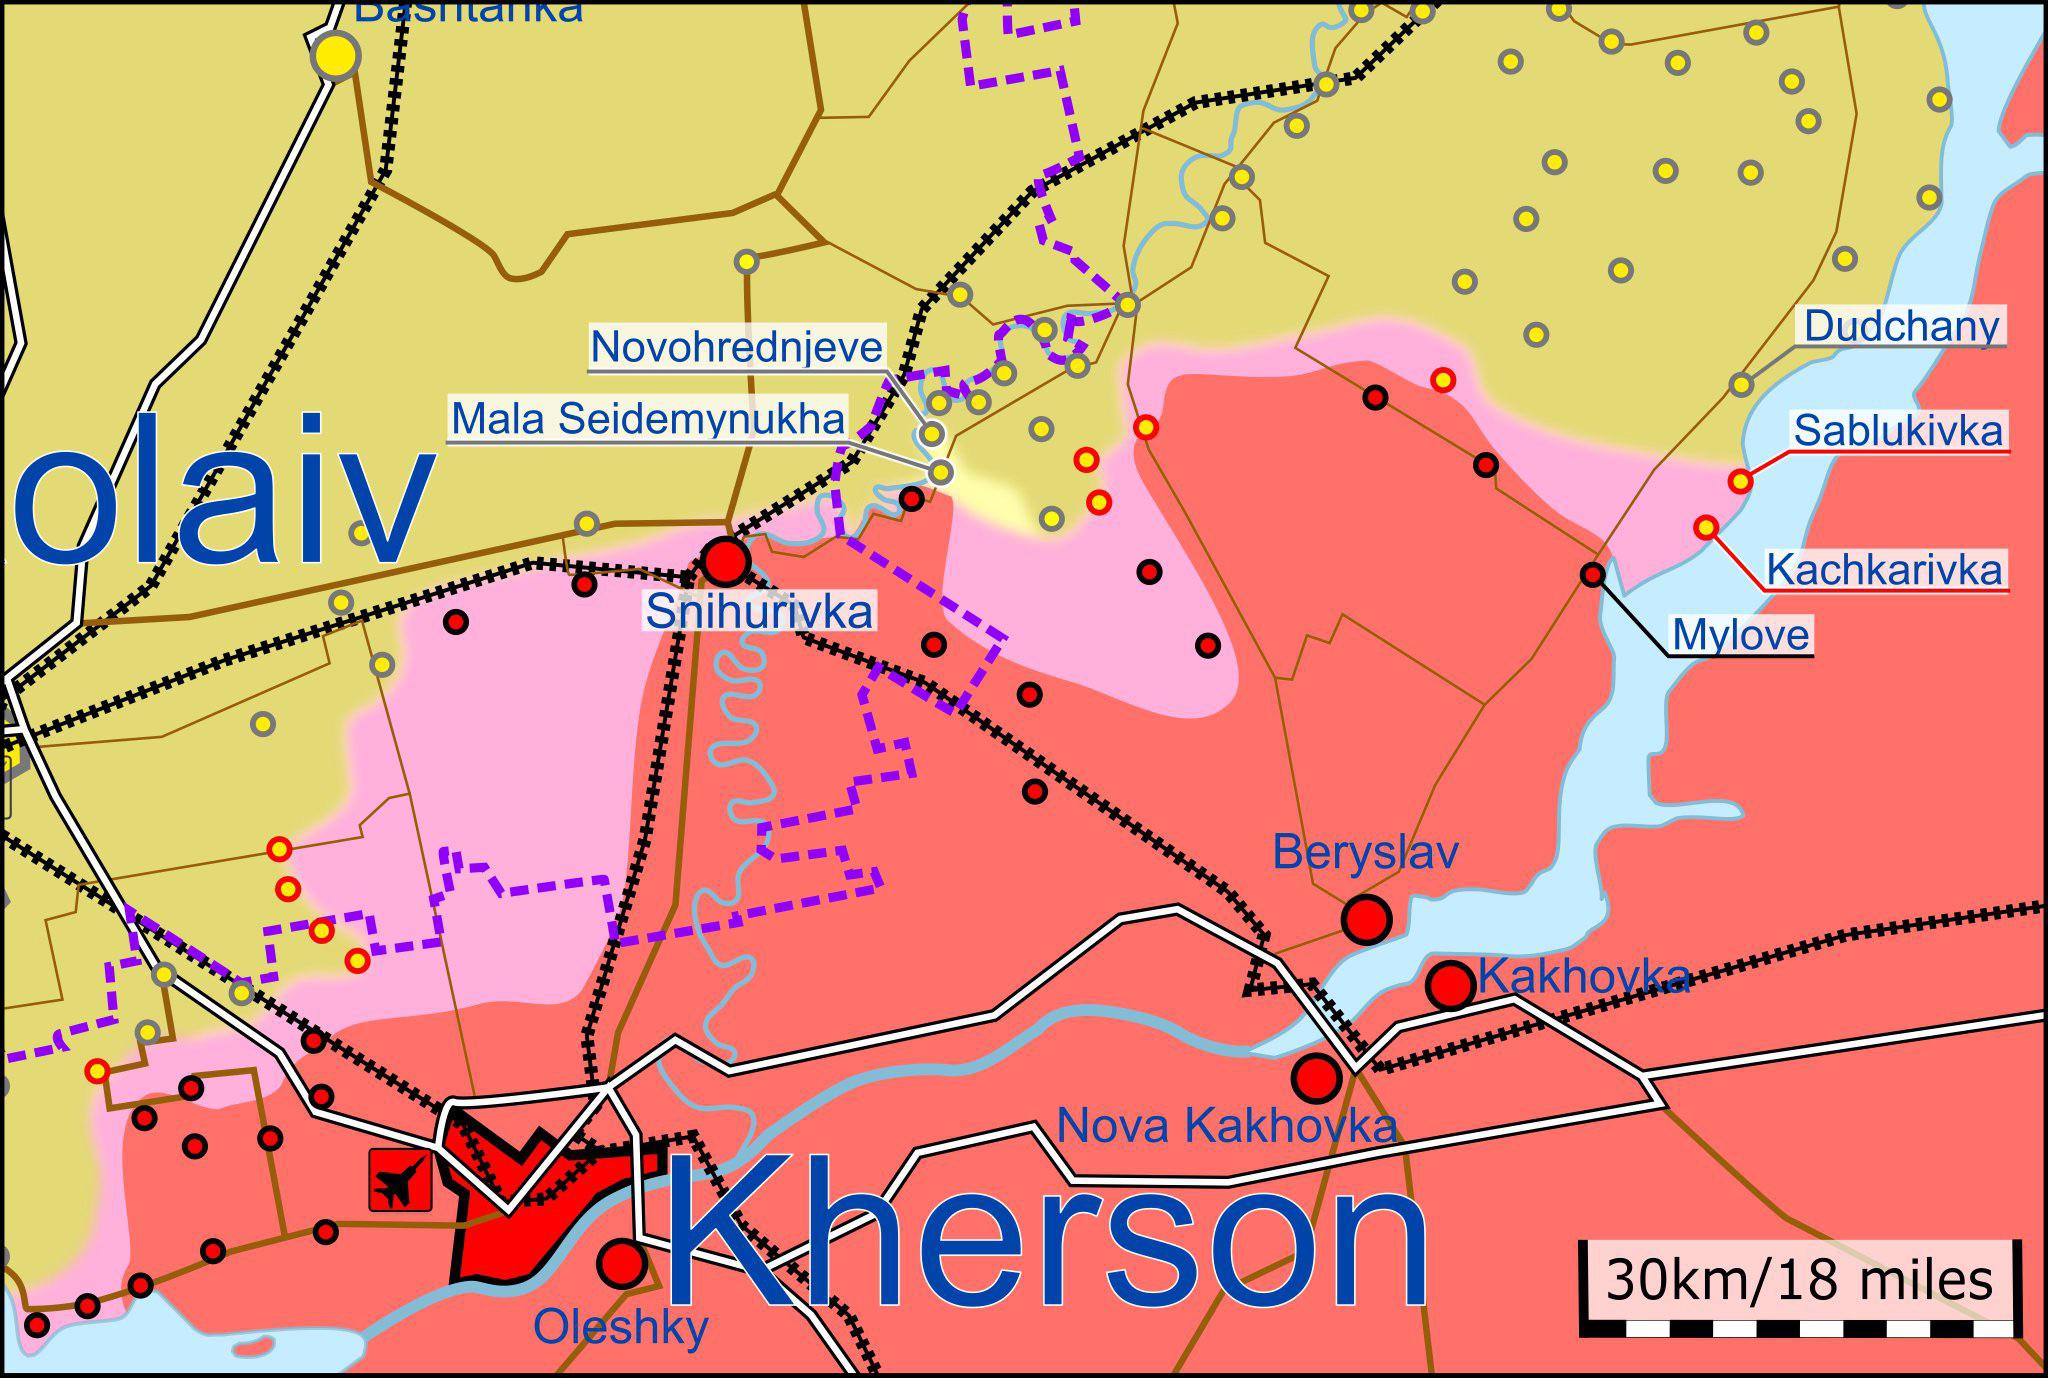 Bashtanka
Novohrednjeve
Dudchany
Mala Seidemynukha
Sablukivka
olaiv
Kachkarivka
Snihurivka
Mylove
Beryslav
Kakhovka
Nova Kakhovka
Kherson
Oleshky
30km/18 miles